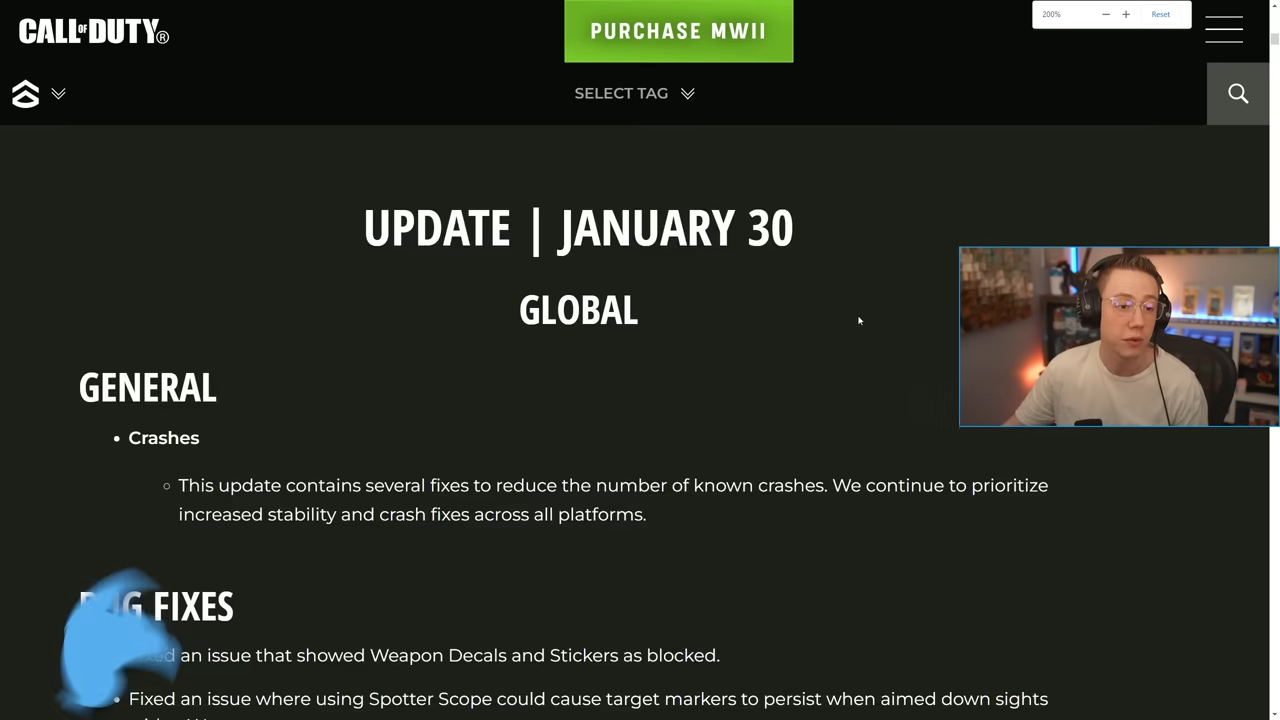 CALL OF DUTY®
PURCHASE MWII
200%
Reset
SELECT TAG
UPDATE | JANUARY 30
GLOBAL
GENERAL
• Crashes
○ This update contains several fixes to reduce the number of known crashes. We continue to prioritize
increased stability and crash fixes across all platforms.
FIXES
an issue that showed Weapon Decals and Stickers as blocked.
• Fixed an issue where using Spotter Scope could cause target markers to persist when aimed down sights